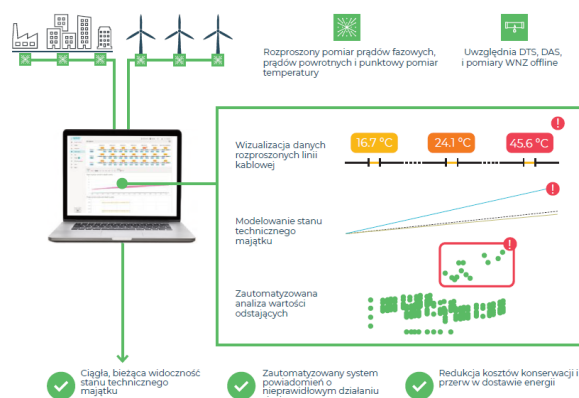 Rozproszony pomiar prądów fazowych,
prądów powrotnych i punktowy pomiar
temperatury
Uwzględnia DTS, DAS,
i pomiary WNZ offline
Wizualizacja danych
rozproszonych linii
kablowej
16.7 °C
24.1 °C
45.6 °C
Modelowanie stanu
technicznego
majątku
Zautomatyzowana
analiza wartości
odstających
Ciągła, bieżąca widoczność
stanu technicznego
majątku
Zautomatyzowany system
powiadomień o
nieprawidłowym działaniu
Redukcja kosztów konserwacji i
przerw w dostawie energii